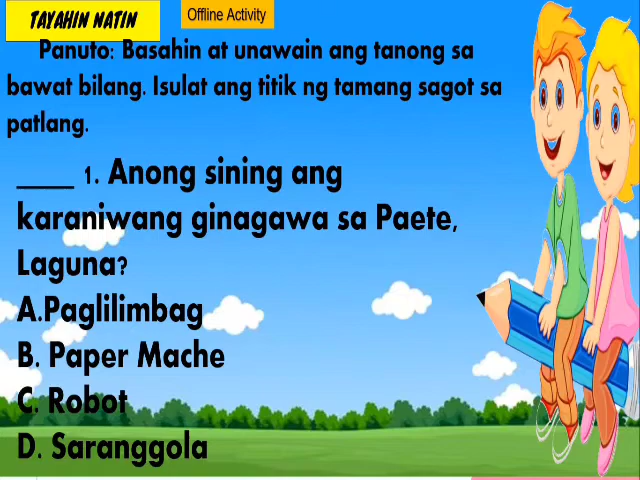 TAYAHIN NATIN
Offline Activity
Panuto: Basahin at unawain ang tanong sa
bawat bilang. Isulat ang titik ng tamang sagot sa
patlang.
____ 1. Anong sining ang
karaniwang ginagawa sa Paete,
Laguna?
A.Paglilimbag
B. Paper Mache
C. Robot
D. Saranggola